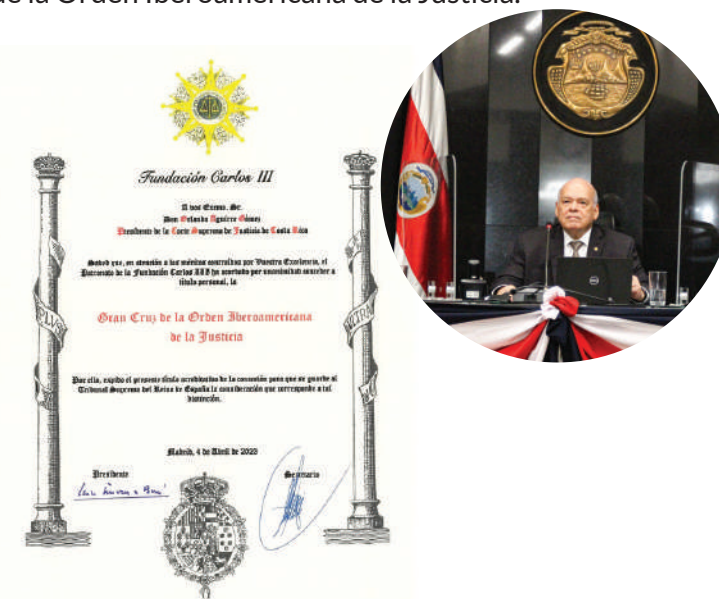 de la Orden Iberoamericana de la Justicia.
Fundación Carlos III
A vos Excmo. Sr.
Don Orlando Aguirre Gómez
Presidente de la Corte Suprema de Justicia de Costa Rica
Sabed que, en atención a los méritos contraídos por Vuestra Excelencia, el
Patronato de la Fundación Carlos III ha acordado por unanimidad conceder a
título personal, la
Gran Cruz de la Orden Iberoamericana
de la Justicia
Por ello, expido el presente título acreditativo de la concesión para que se guarde al
Tribunal Supremo del Reino de España la consideración que corresponde a tal
distinción.
Madrid, 4 de Abril de 2023
Presidente
Secretario
PLUS
ULTRA
DELL